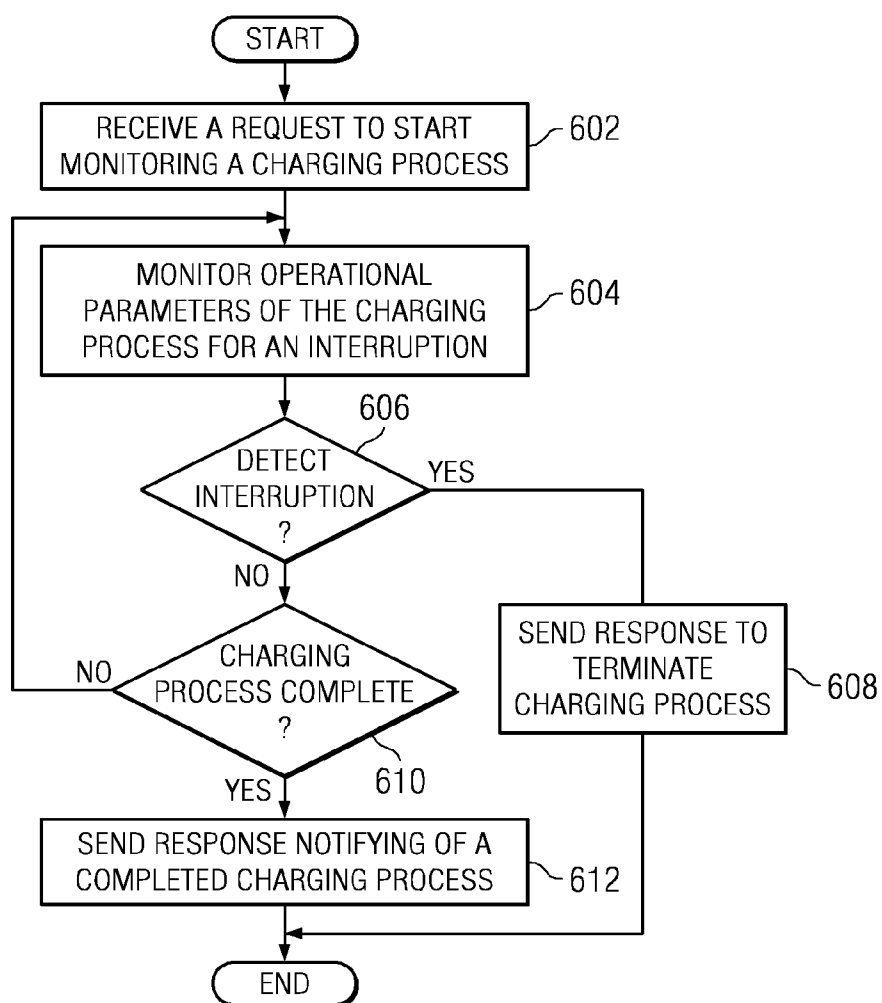 START
RECEIVE A REQUEST TO START
MONITORING A CHARGING PROCESS
602
MONITOR OPERATIONAL
PARAMETERS OF THE CHARGING
PROCESS FOR AN INTERRUPTION
604
606
DETECT
INTERRUPTION
?
YES
NO
CHARGING
PROCESS COMPLETE
?
NO
610
YES
SEND RESPONSE TO
TERMINATE
CHARGING PROCESS
608
SEND RESPONSE NOTIFYING OF A
COMPLETED CHARGING PROCESS
612
END